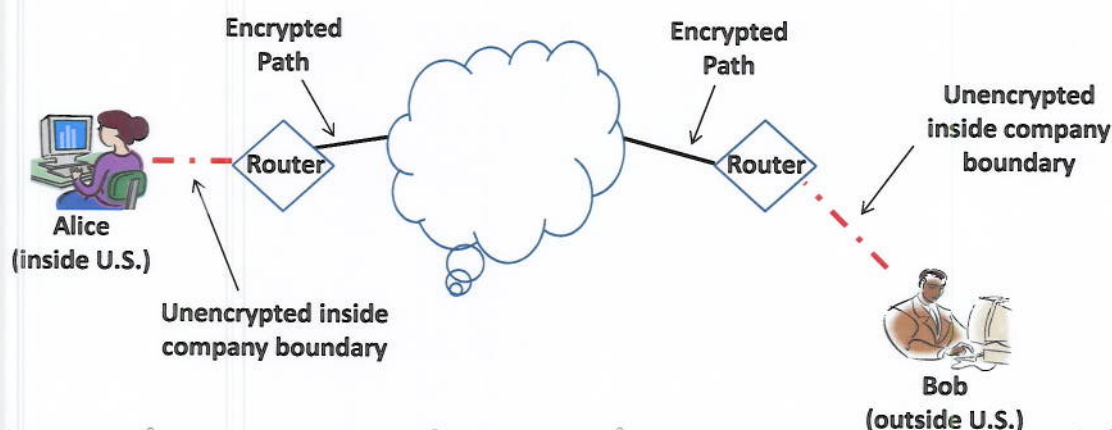 Encrypted
Path
Encrypted
Path
Unencrypted
inside company
boundary
Router
Router
Alice
(inside U.S.)
Unencrypted inside
company boundary
Bob
(outside U.S.)